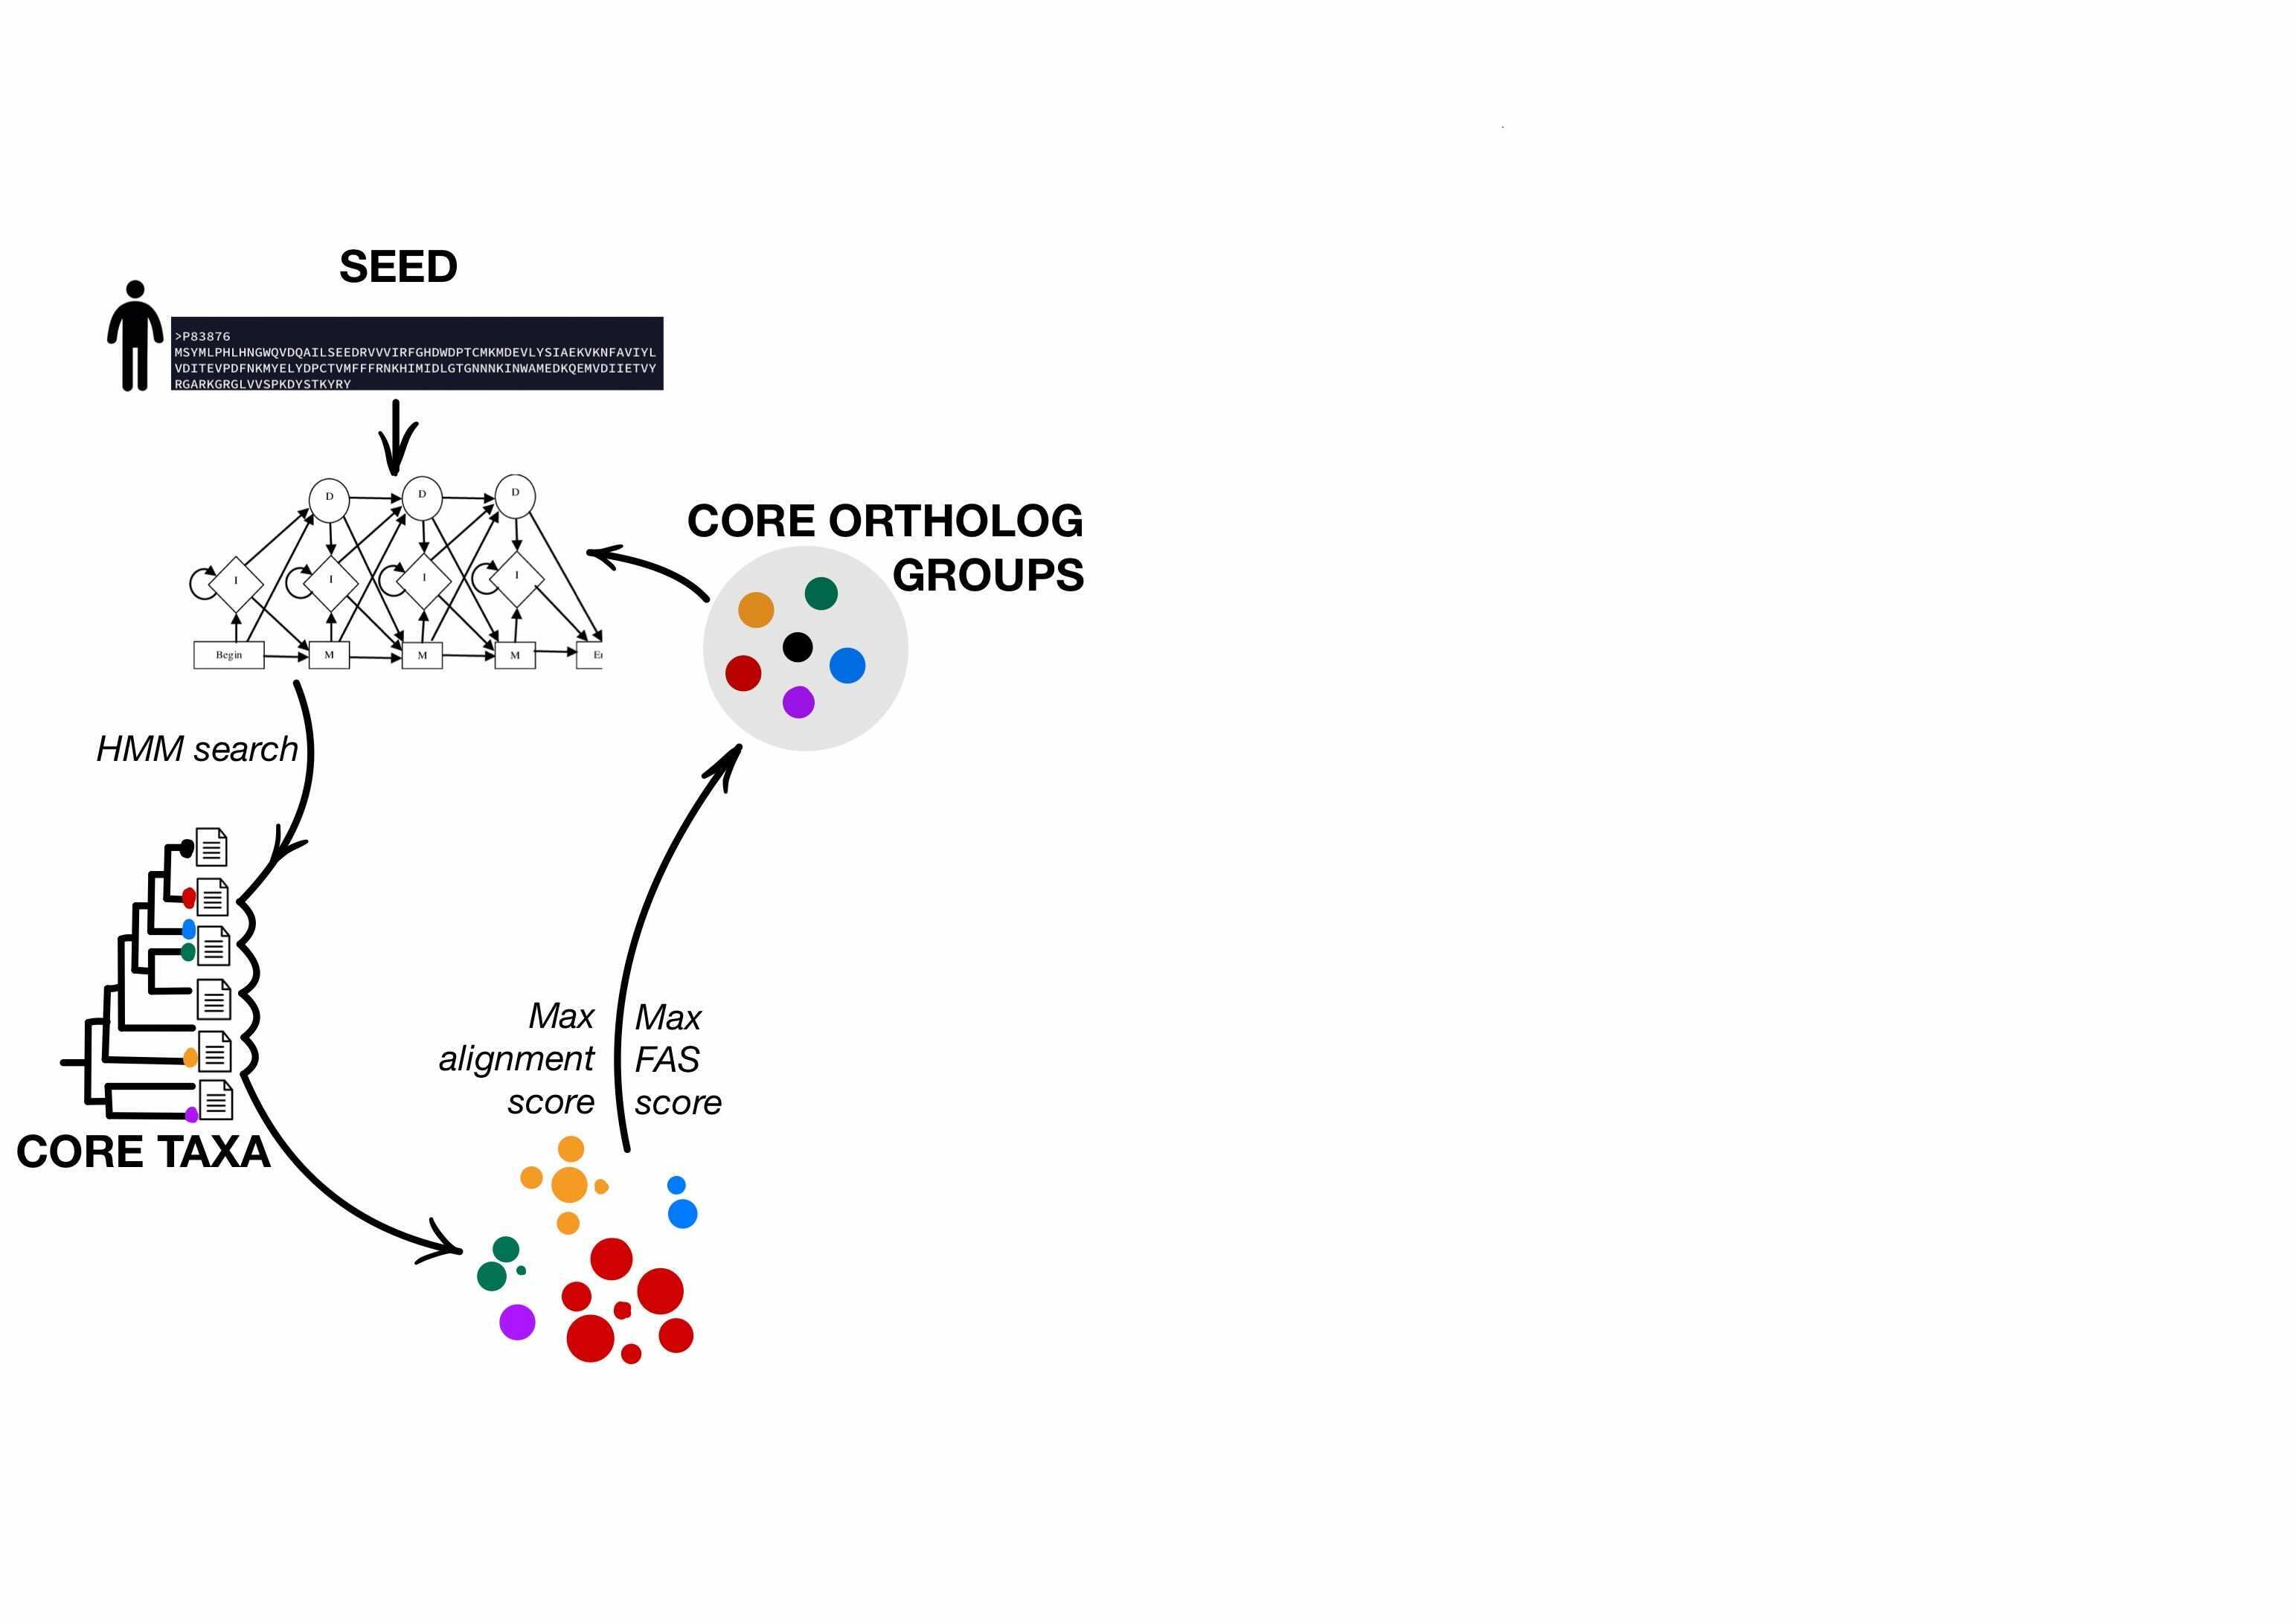 SEED
>P83876
MSYMLPHLHNGWQVDQAILSEEDRVVVIRFGHDWDPTCMKMDEVLYSIAEKVKNFAVIYL
VDITEVPDFNKMYELYDPCTVMFFFRNKHIMIDLGTGNNNKINWAMEDKQEMVDIIETVY
RGARKGRGLVVSPKDYSTKYRY
D D D
I I I I
Begin M M M En
CORE ORTHOLOG
GROUPS
HMM search
CORE TAXA
Max
alignment
score
Max
FAS
score